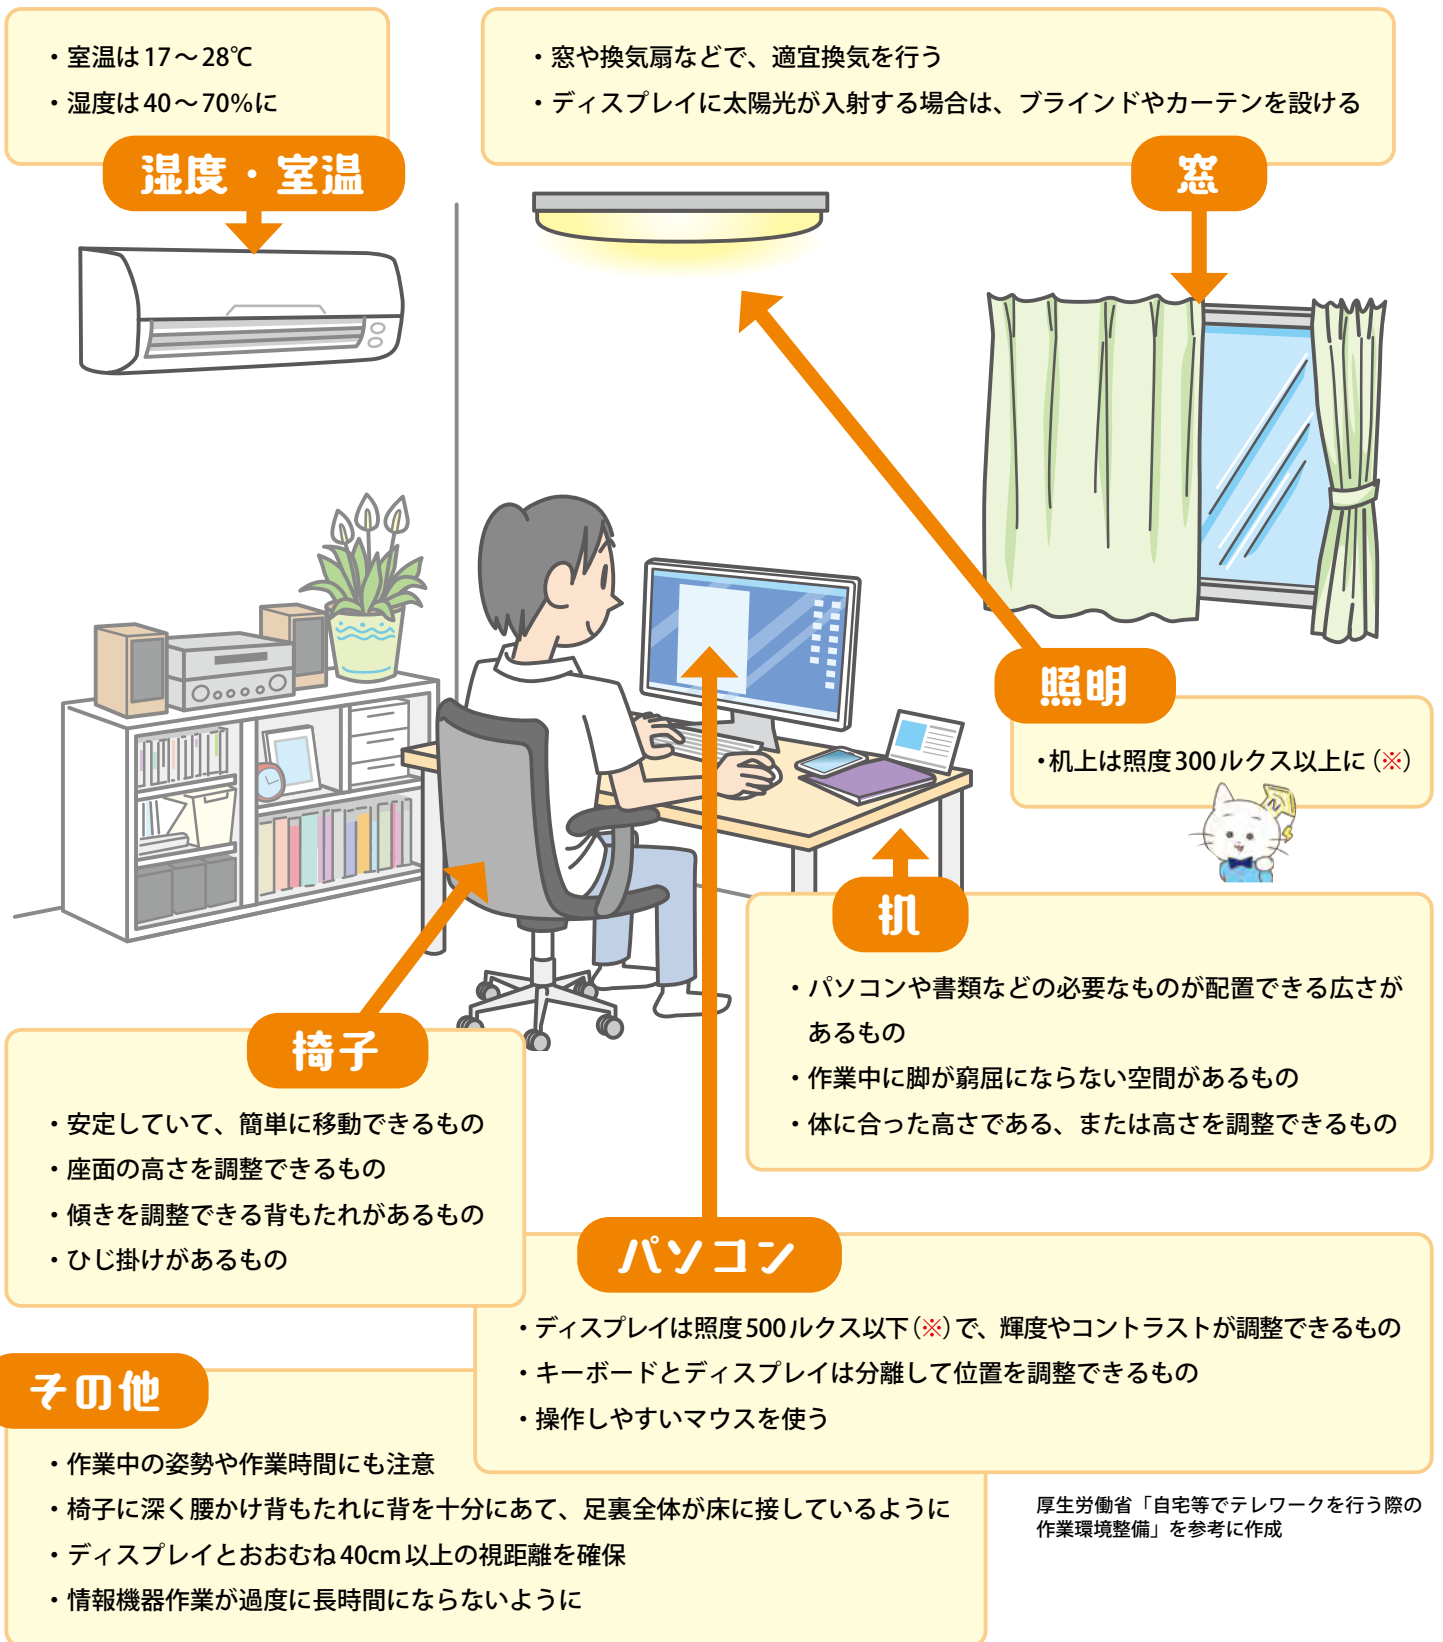 ・室温は17～28℃
・湿度は40～70%に
湿度・室温
・窓や換気扇などで、適宜換気を行う
・ディスプレイに太陽光が入射する場合は、ブラインドやカーテンを設ける
窓
照明
・机上は照度300ルクス以上に（※）
机
・パソコンや書類などの必要なものが配置できる広さが
あるもの
・作業中に脚が窮屈にならない空間があるもの
・体に合った高さである、または高さを調整できるもの
椅子
・安定していて、簡単に移動できるもの
・座面の高さを調整できるもの
・傾きを調整できる背もたれがあるもの
・ひじ掛けがあるもの
パソコン
・ディスプレイは照度500ルクス以下（※）で、輝度やコントラストが調整できるもの
・キーボードとディスプレイは分離して位置を調整できるもの
・操作しやすいマウスを使う
その他
・作業中の姿勢や作業時間にも注意
・椅子に深く腰かけ背もたれに背を十分にあて、足裏全体が床に接しているように
・ディスプレイとおおむね40cm以上の視距離を確保
・情報機器作業が過度に長時間にならないように
厚生労働省「自宅等でテレワークを行う際の
作業環境整備」を参考に作成